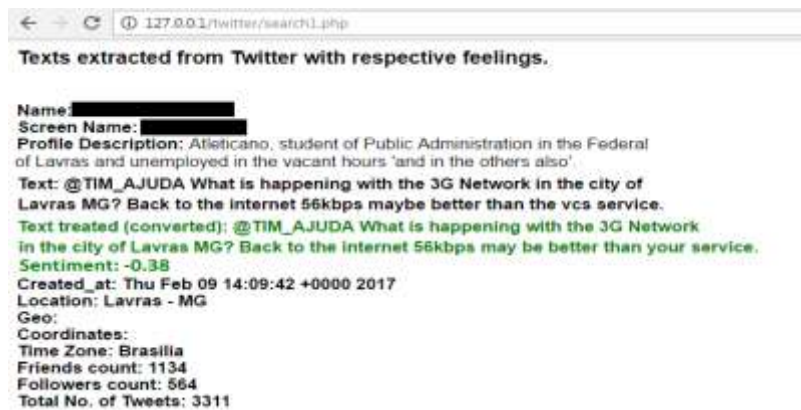 127.0.0.1/twitter/search1.php
Texts extracted from Twitter with respective feelings.
Name:
Screen Name:
Profile Description: Atleticano, student of Public Administration in the Federal
of Lavras and unemployed in the vacant hours 'and in the others also'.
Text: @TIM_AJUDA What is happening with the 3G Network in the city of
Lavras MG? Back to the internet 56kbps maybe better than the vcs service.
Text treated (converted): @TIM_AJUDA What is happening with the 3G Network
in the city of Lavras MG? Back to the internet 56kbps may be better than your service.
Sentiment: -0.38
Created_at: Thu Feb 09 14:09:42 +0000 2017
Location: Lavras - MG
Geo:
Coordinates:
Time Zone: Brasilia
Friends count: 1134
Followers count: 564
Total No. of Tweets: 3311